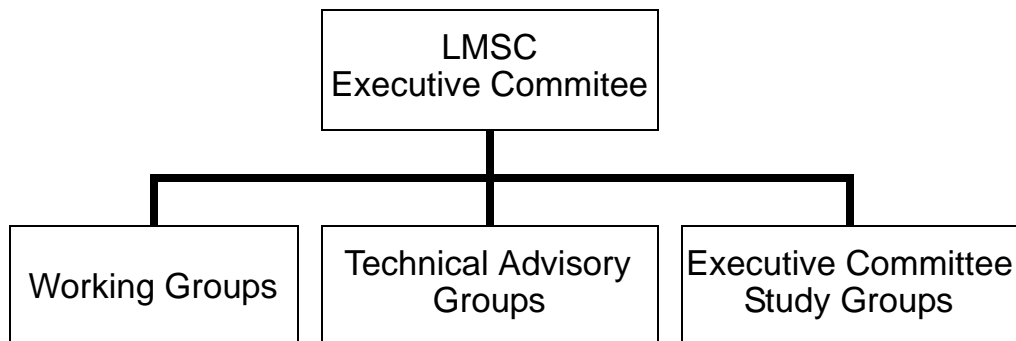 LMSC
Executive Commitee
Working Groups
Technical Advisory
Groups
Executive Committee
Study Groups